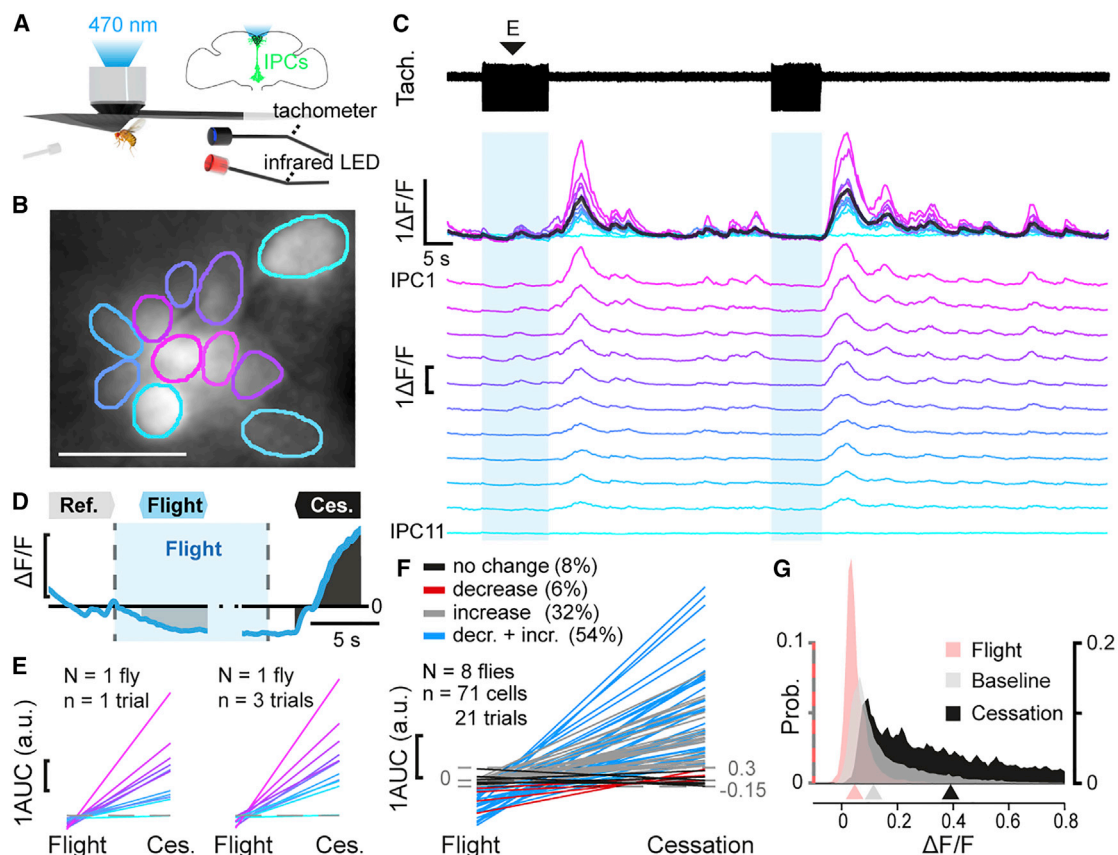 A
470 nm
IPCs
tachometer
infrared LED
B
C
E
Tach.
1ΔF/F
5 s
IPC1
1ΔF/F
IPC11
D
Ref.
Flight
Ces.
Flight
ΔF/F
0
5 s
E
N = 1 fly
n = 1 trial
N = 1 fly
n = 3 trials
1AUC (a.u.)
Flight
Ces.
Flight
Ces.
F
no change (8%)
decrease (6%)
increase (32%)
decr. + incr. (54%)
N = 8 flies
n = 71 cells
21 trials
1AUC (a.u.)
0
0.3
-0.15
Flight
Cessation
G
0.1
0.2
Flight
Baseline
Cessation
Prob.
0
0
0
0.2
0.4
0.6
0.8
ΔF/F